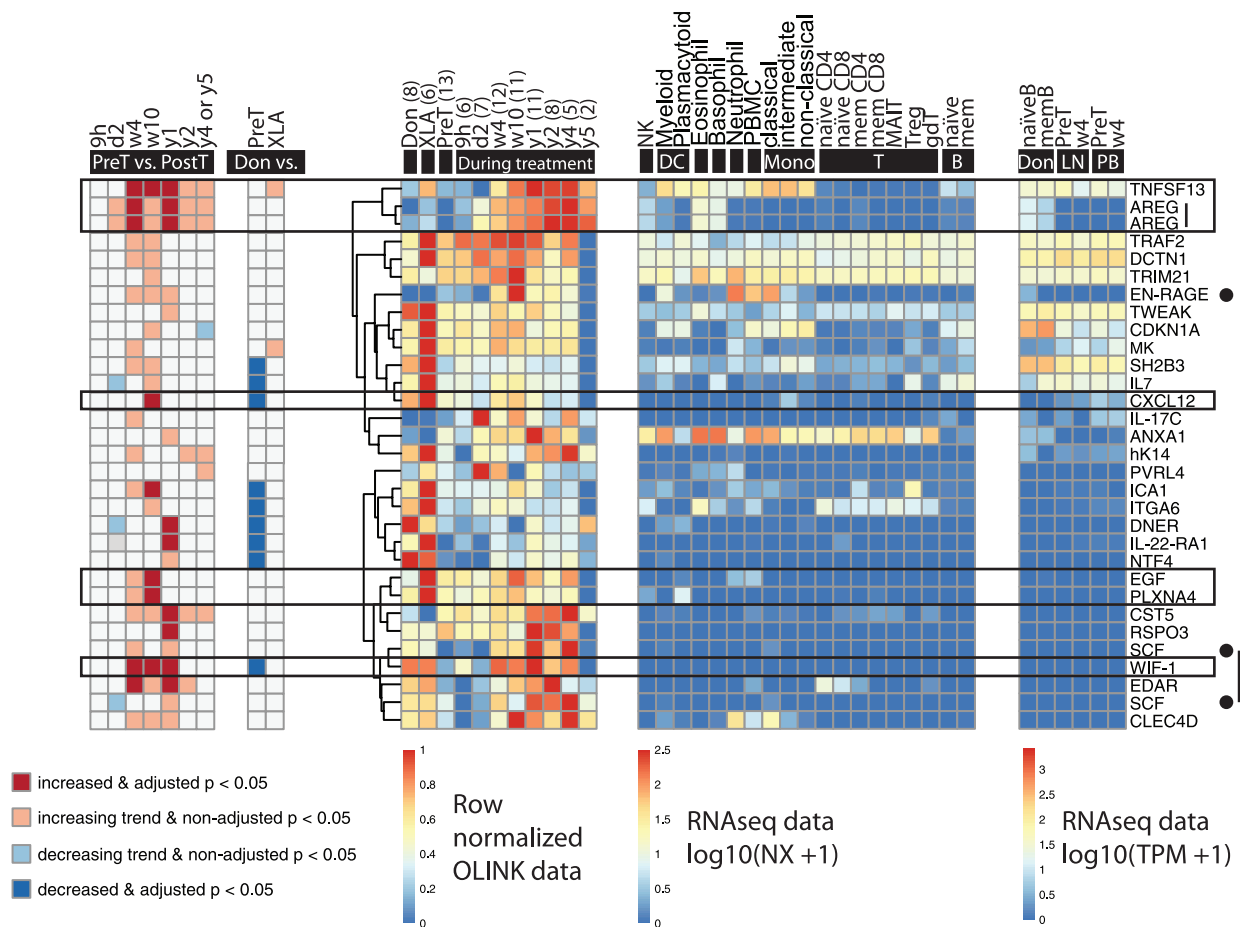 9h
d2
w4
w10
y1
y2
y4 or y5
PreT
XLA
Don (8)
XLA (6)
PreT (13)
9h (6)
d2 (7)
w4 (12)
w10 (11)
y1 (11)
y2 (8)
y4 (5)
y5 (2)
NK
Myeloid
Plasmacytoid
Eosinophil
Basophil
Neutrophil
PBMC
classical
intermediate
non-classical
naïve CD4
naïve CD8
mem CD4
mem CD8
MAIT
Treg
gdT
naïve
mem
naïveB
memB
PreT
w4
PreT
w4
PreT vs. PostT
Don vs.
During treatment
DC
Mono
T
B
Don
LN
PB
TNFSF13
AREG
AREG
TRAF2
DCTN1
TRIM21
EN-RAGE
TWEAK
CDKN1A
MK
SH2B3
IL7
CXCL12
IL-17C
ANXA1
hK14
PVRL4
ICA1
ITGA6
DNER
IL-22-RA1
NTF4
EGF
PLXNA4
CST5
RSPO3
SCF
WIF-1
EDAR
SCF
CLEC4D
increased & adjusted p < 0.05
increasing trend & non-adjusted p < 0.05
decreasing trend & non-adjusted p < 0.05
decreased & adjusted p < 0.05
1
0.8
0.6
0.4
0.2
0
Row
normalized
OLINK data
2.5
2
1.5
1
0.5
0
RNAseq data
log10(NX +1)
3
2.5
2
1.5
1
0.5
0
RNAseq data
log10(TPM +1)